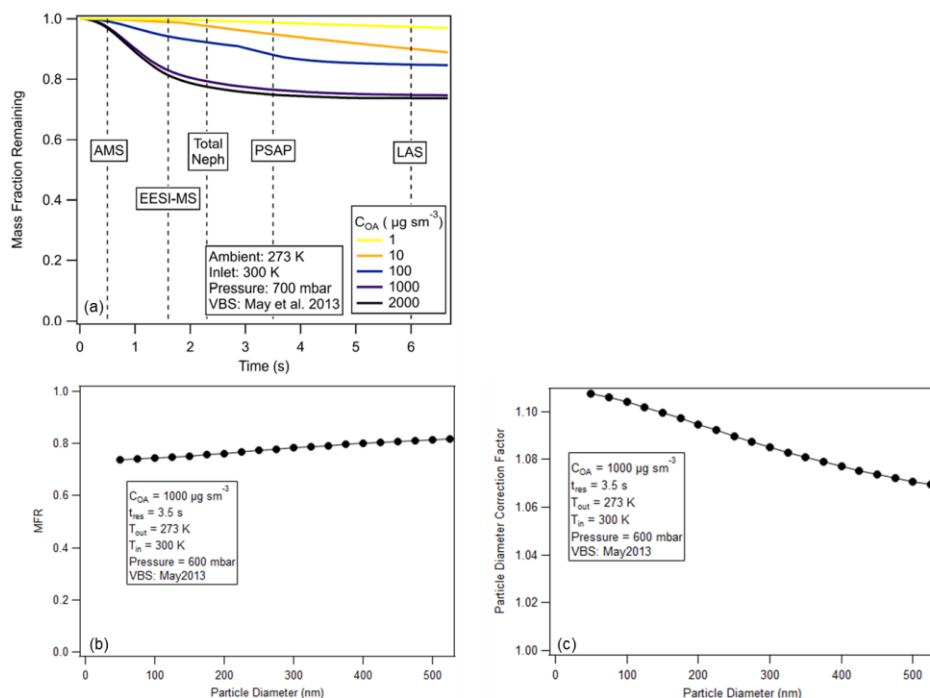 1.0
0.8
0.6
0.4
0.2
0.0
Mass Fraction Remaining
AMS
EESI-MS
Total
Neph
PSAP
LAS
Ambient: 273 K
Inlet: 300 K
Pressure: 700 mbar
VBS: May et al. 2013
C_OA ( µg sm⁻³)
1
10
100
1000
2000
(a)
0 1 2 3 4 5 6
Time (s)
1.0
0.8
0.6
0.4
0.2
0.0
MFR
C_OA = 1000 µg sm⁻³
t_res = 3.5 s
T_out = 273 K
T_in = 300 K
Pressure = 600 mbar
VBS: May2013
(b)
0 100 200 300 400 500
Particle Diameter (nm)
1.10
1.08
1.06
1.04
1.02
1.00
Particle Diameter Correction Factor
C_OA = 1000 µg sm⁻³
t_res = 3.5 s
T_out = 273 K
T_in = 300 K
Pressure = 600 mbar
VBS: May2013
(c)
0 100 200 300 400 500
Particle Diameter (nm)